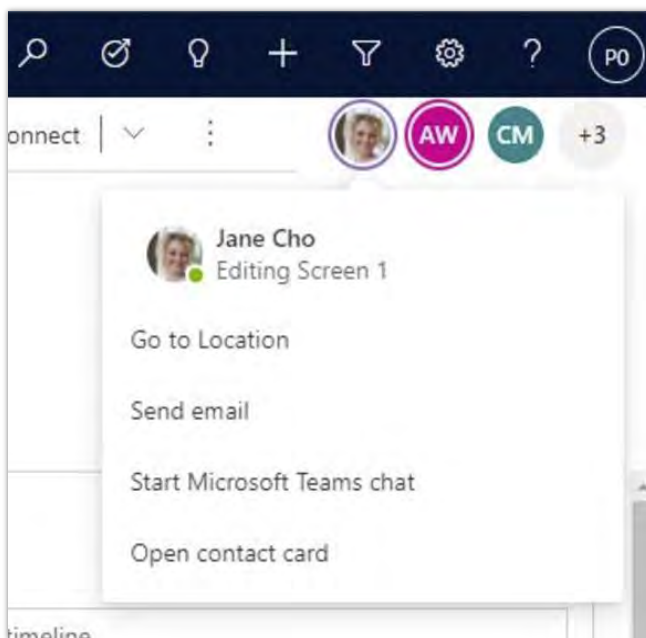 PO
onnect
AW
CM
+3
Jane Cho
Editing Screen 1
Go to Location
Send email
Start Microsoft Teams chat
Open contact card
timeline